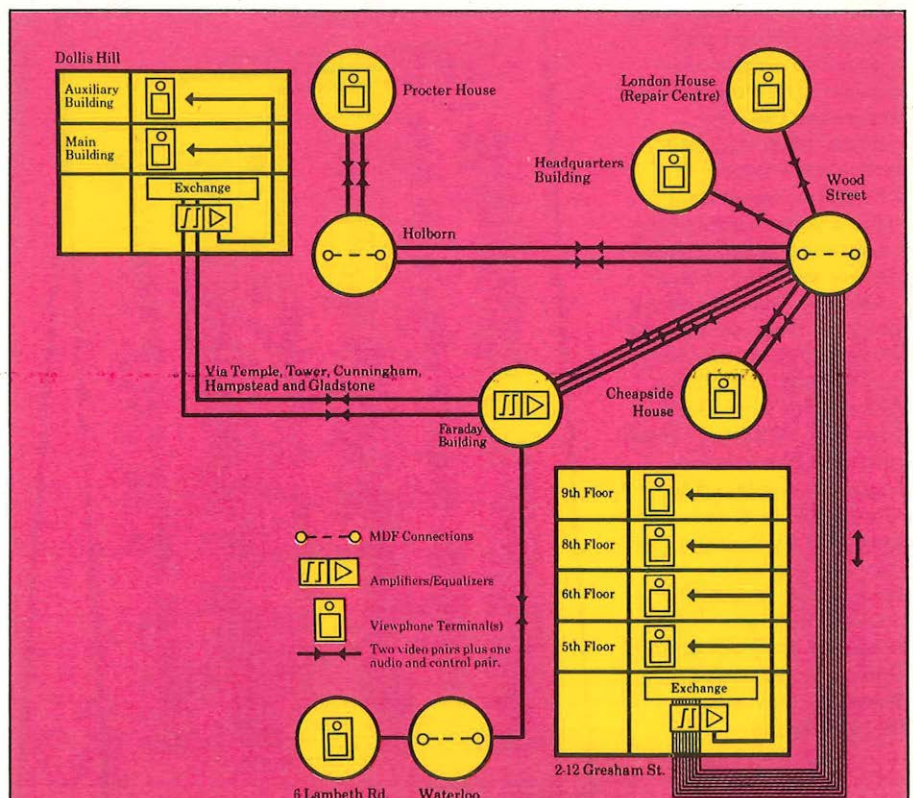 Dollis Hill
Auxiliary
Building
Main
Building
Exchange
Procter House
London House
(Repair Centre)
Headquarters
Building
Wood
Street
Holborn
Via Temple, Tower, Cunningham,
Hampstead and Gladstone
Faraday
Building
Cheapside
House
MDF Connections
Amplifiers/Equalizers
Viewphone Terminal(s)
Two video pairs plus one
audio and control pair.
9th Floor
8th Floor
6th Floor
5th Floor
Exchange
2-12 Gresham St.
6 Lambeth Rd.
Waterloo